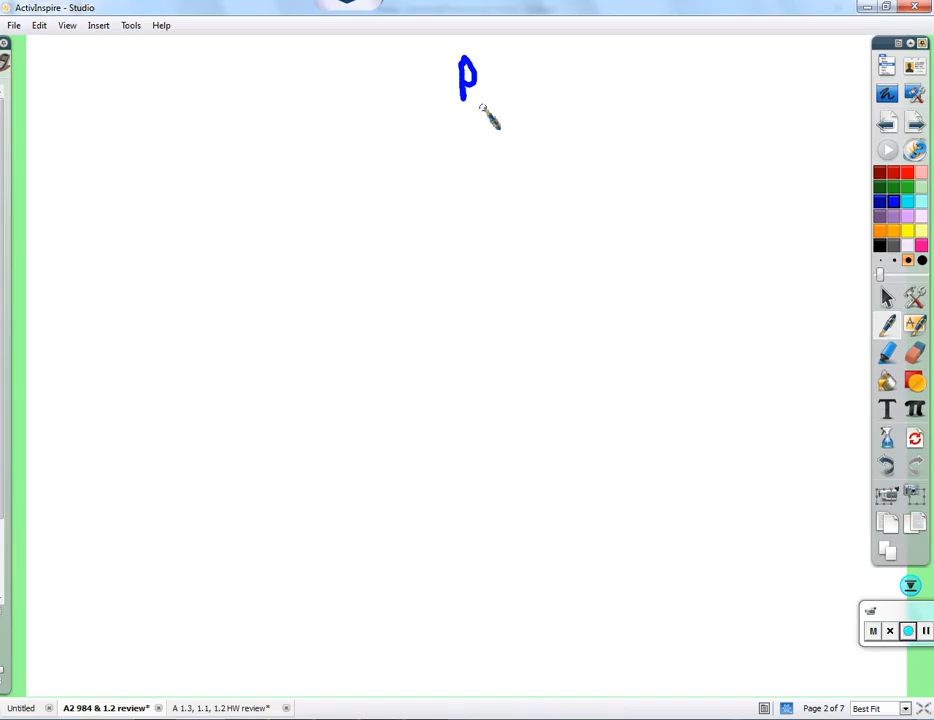 ActivInspire - Studio
File Edit View Insert Tools Help
P
M
Untitled A2 984 & 1.2 review* A 1.3, 1.1, 1.2 HW review* Page 2 of 7 Best Fit